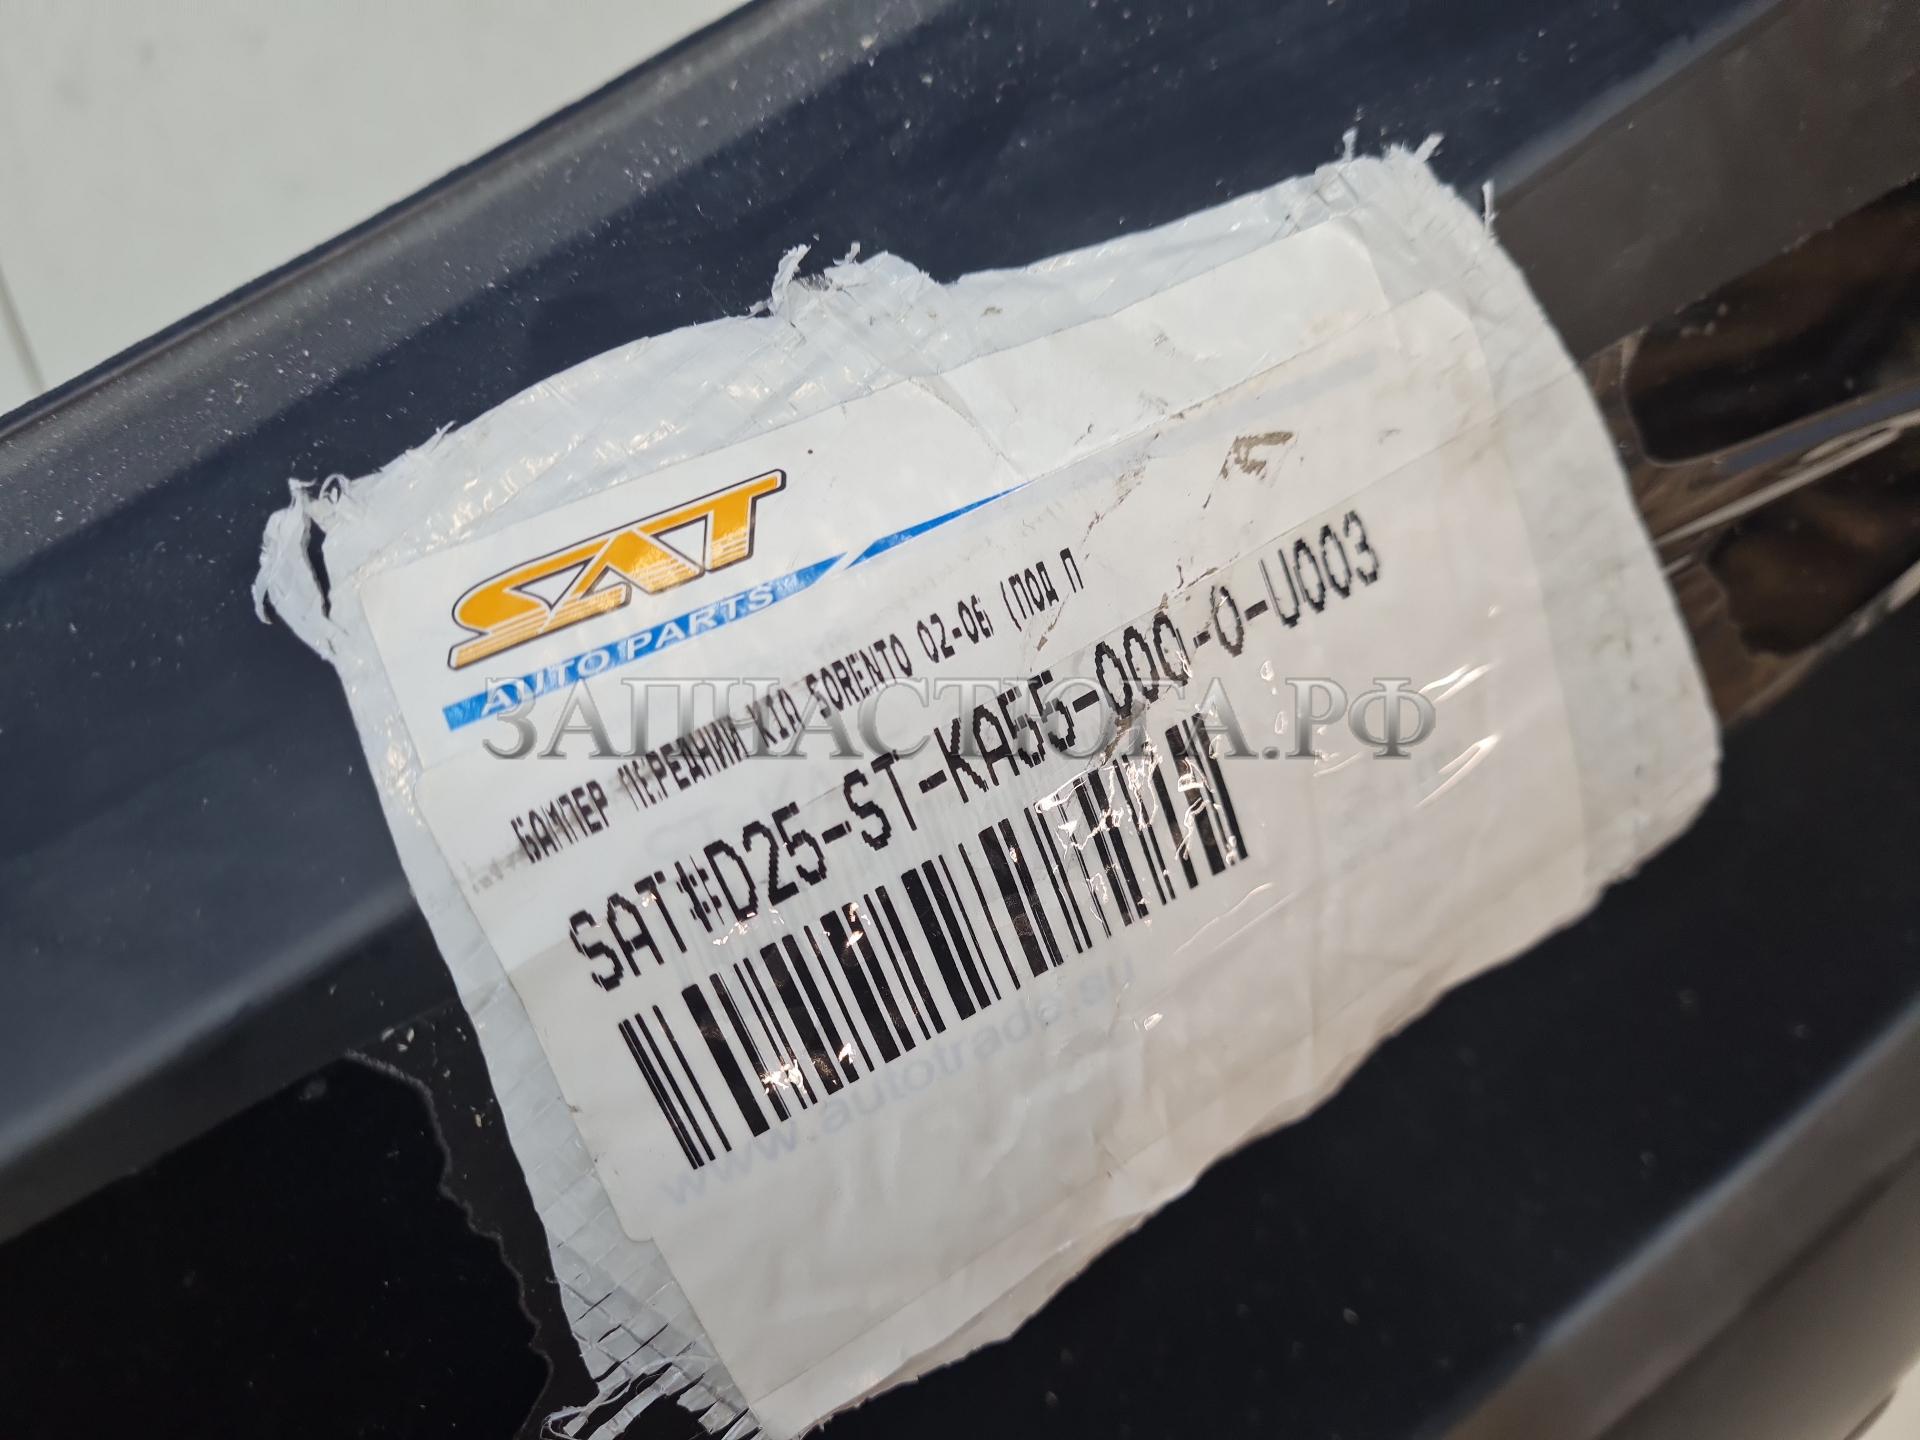 SAT
AUTO PARTS
БАМПЕР ПЕРЕДНИЙ KIA SORENTO 02-06 (ПОД П
ЗАПЧАСТЮГА.РФ
SAT#D25-ST-KA55-000-0-U003
www.autotrade.su